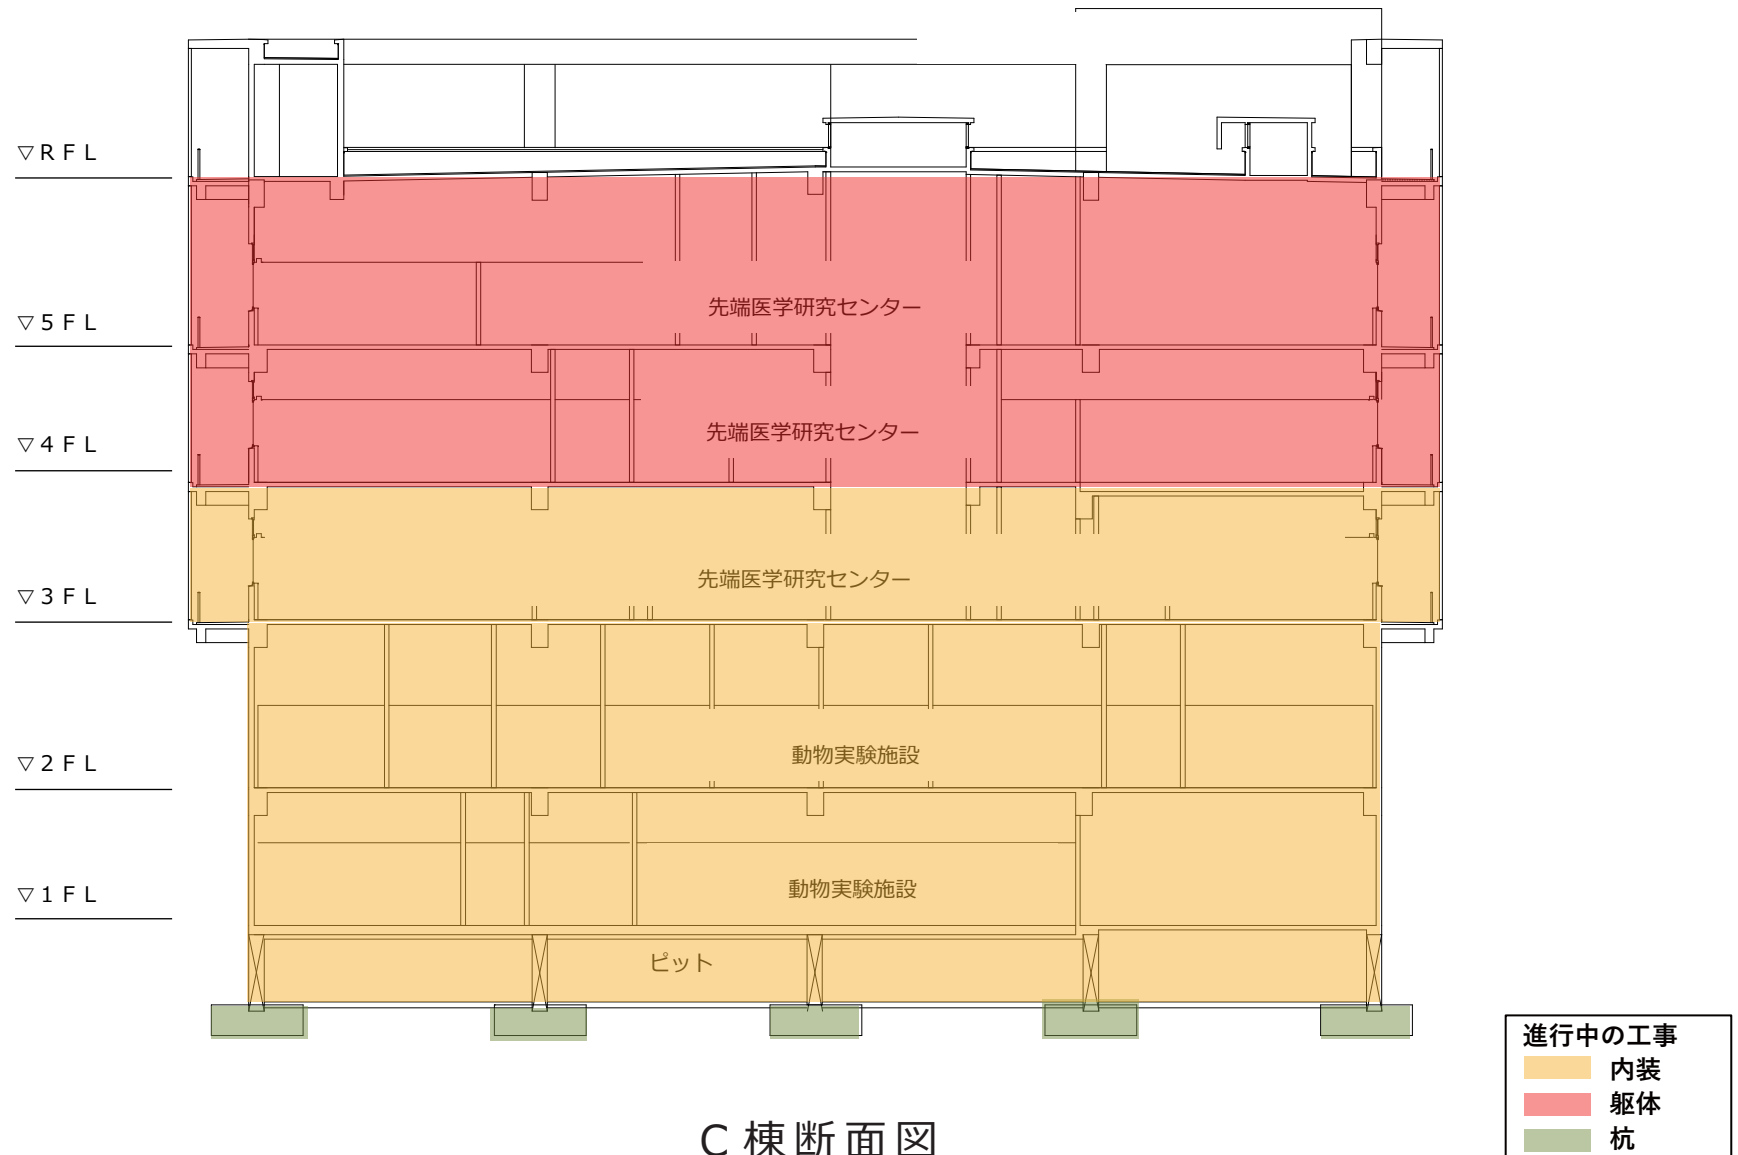 ▽RFL
▽5FL
先端医学研究センター
▽4FL
先端医学研究センター
▽3FL
先端医学研究センター
▽2FL
動物実験施設
▽1FL
動物実験施設
ピット
進行中の工事
内装
躯体
杭
C棟断面図